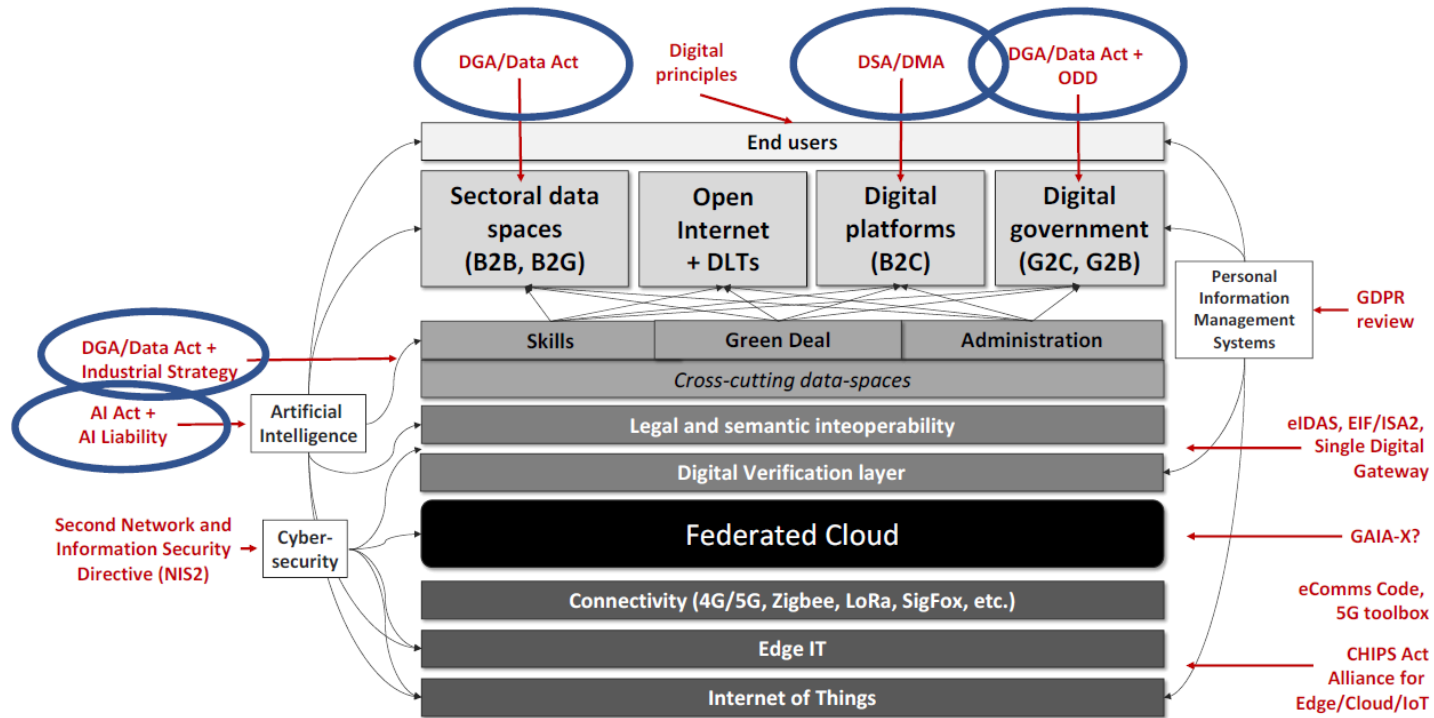 DGA/Data Act
Digital
principles
DSA/DMA
DGA/Data Act +
ODD
End users
Sectoral data
spaces
(B2B, B2G)
Open
Internet
+ DLTs
Digital
platforms
(B2C)
Digital
government
(G2C, G2B)
Personal
Information
Management
Systems
GDPR
review
Skills
Green Deal
Administration
DGA/Data Act +
Industrial Strategy
Cross-cutting data-spaces
AI Act +
AI Liability
Artificial
Intelligence
Legal and semantic inteoperability
eIDAS, EIF/ISA2,
Single Digital
Gateway
Digital Verification layer
Second Network and
Information Security
Directive (NIS2)
Cyber-
security
Federated Cloud
GAIA-X?
Connectivity (4G/5G, Zigbee, LoRa, SigFox, etc.)
eComms Code,
5G toolbox
Edge IT
CHIPS Act
Alliance for
Edge/Cloud/IoT
Internet of Things